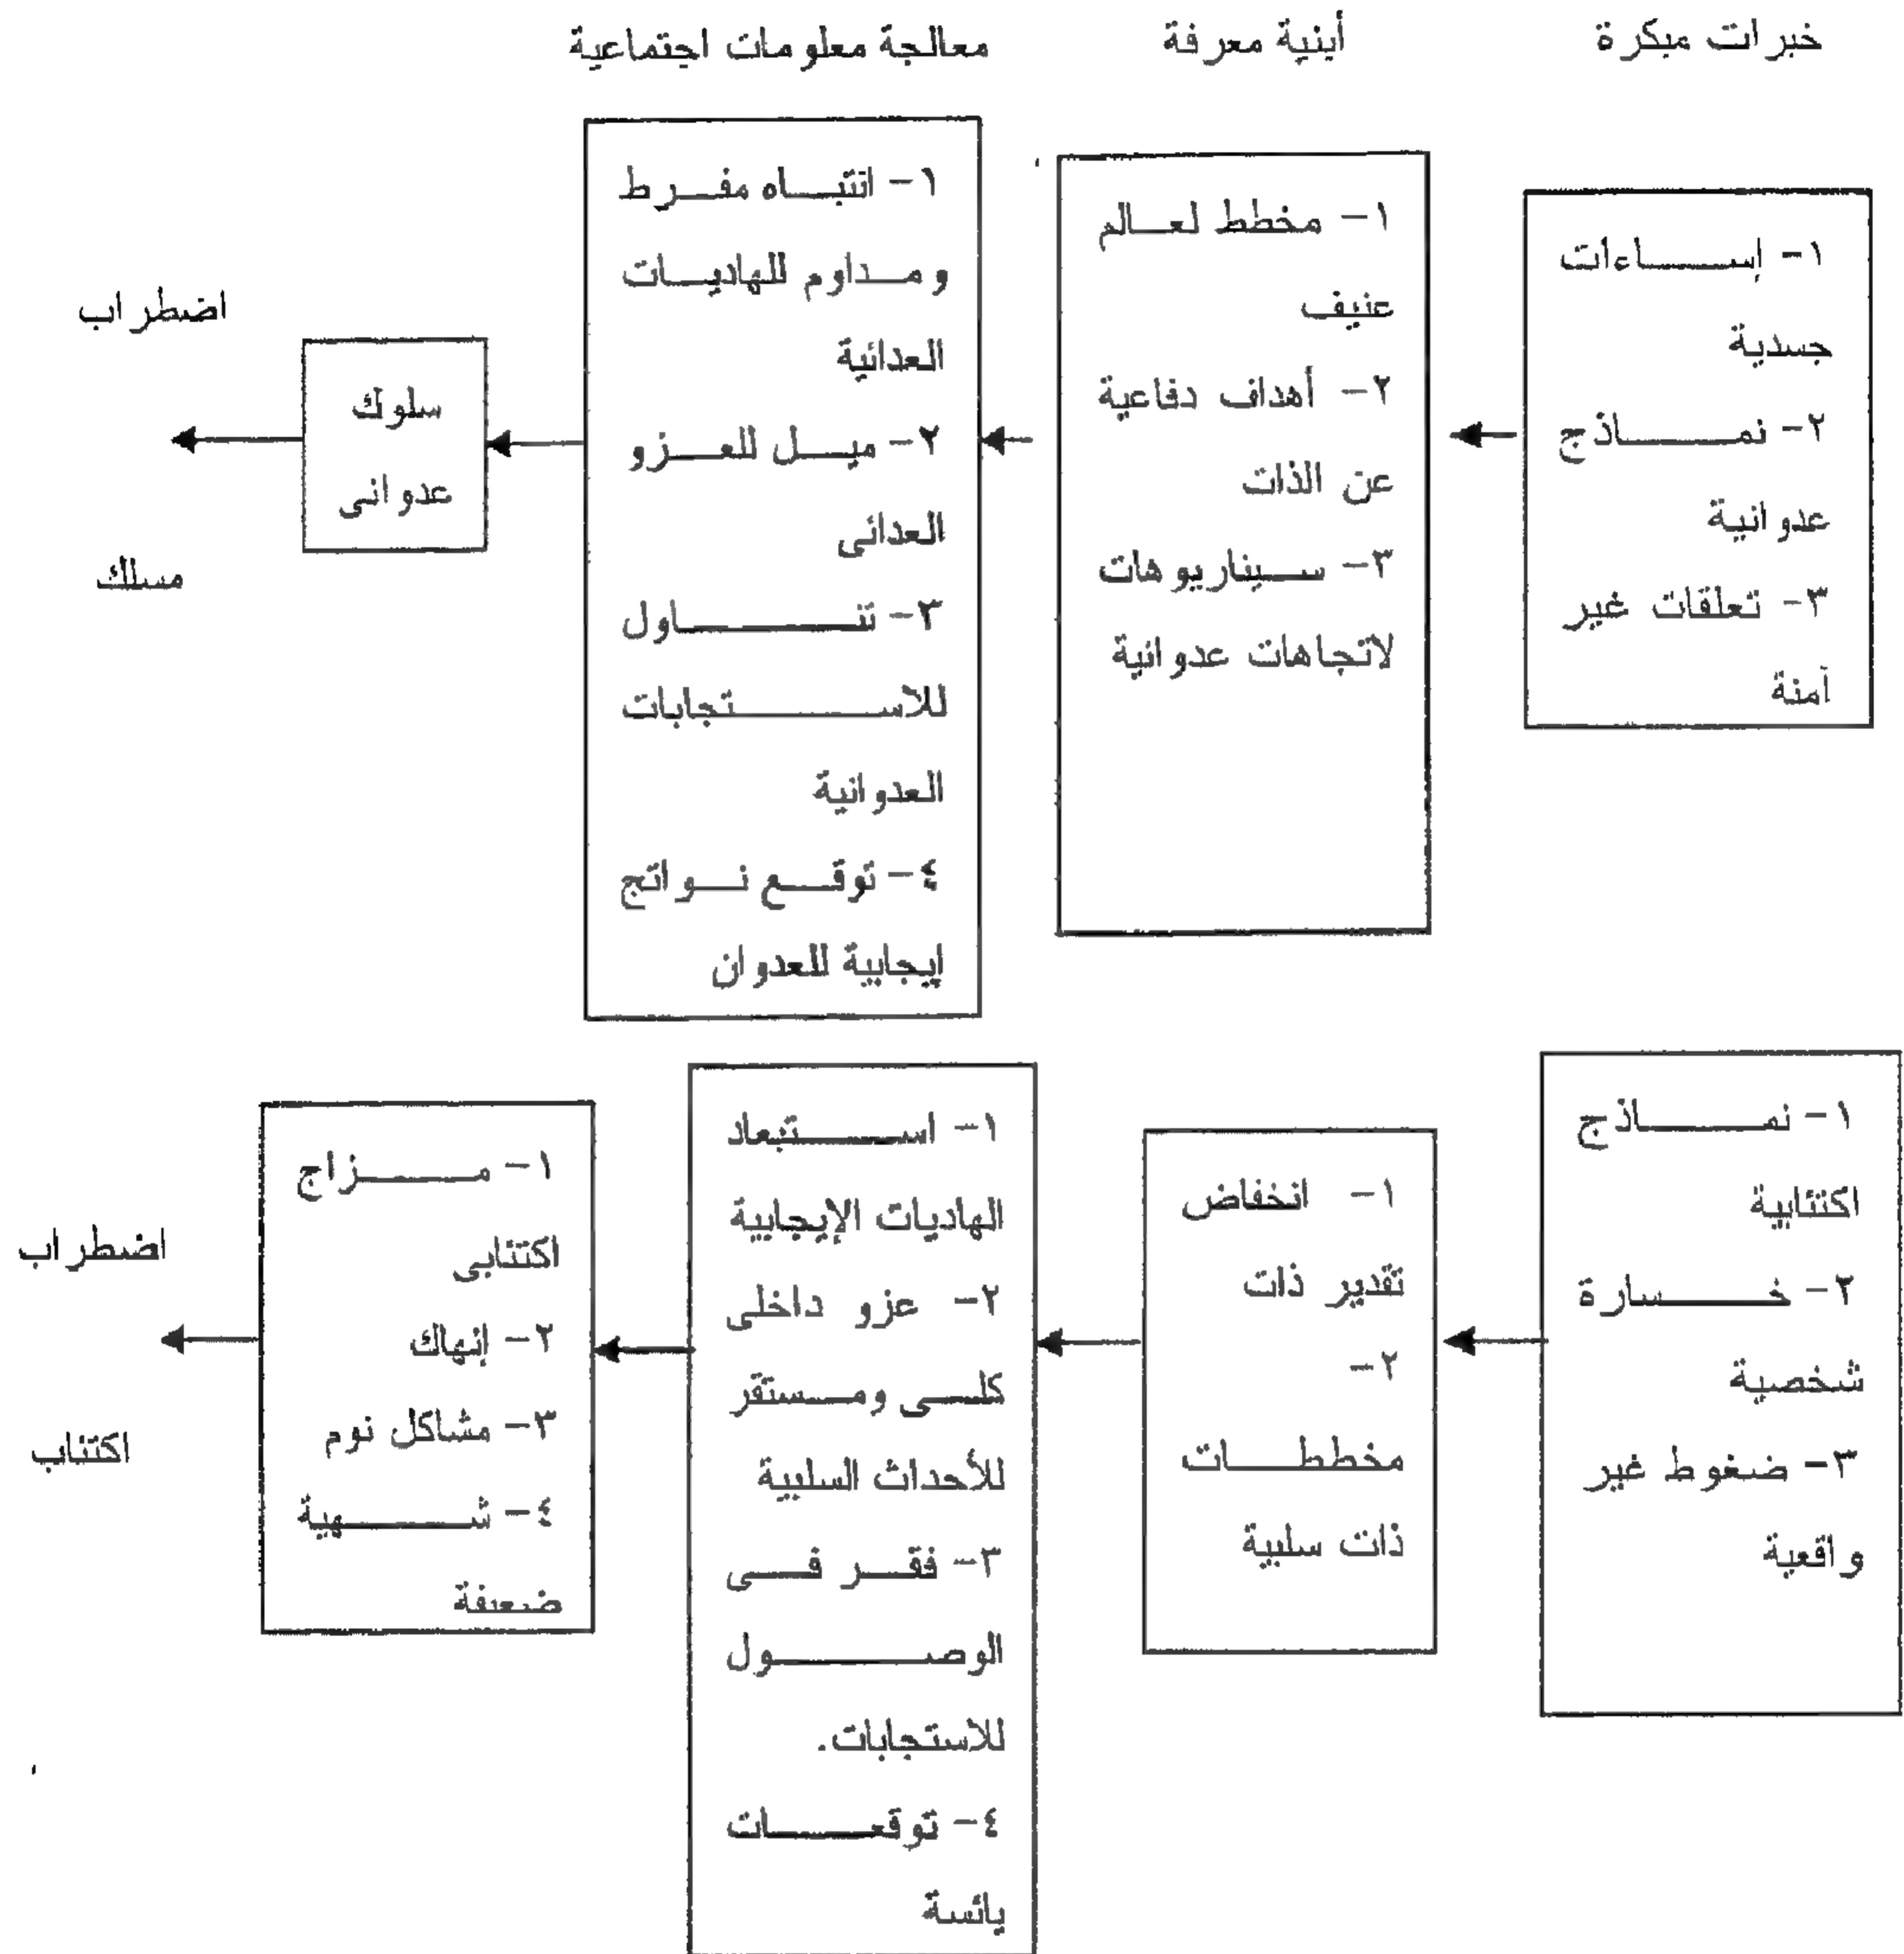 خبرات مبكرة
أبنية معرفة
معالجة معلومات اجتماعية
١- إساءات
جسدية
٢- نماذج
عدوانية
٣- تعلقات غير
آمنة
١- مخطط لعالم
عنيف
٢- أهداف دفاعية
عن الذات
٣- سيناريوهات
لاتجاهات عدوانية
١- انتباه مفرط
ومداوم للهاديات
العدائية
٢- ميل للعزو
العدائى
٣- تناول
للاستجابات
العدوانية
٤- توقع نواتج
إيجابية للعدوان
سلوك
عدوانى
اضطراب
مسلك
١- نماذج
اكتئابية
٢- خسارة
شخصية
٣- ضغوط غير
واقعية
١- انخفاض
تقدير ذات
٢-
مخططات
ذات سلبية
١- استبعاد
الهاديات الإيجابية
٢- عزو داخلى
كلى ومستقر
للأحداث السلبية
٣- فقر فى
الوصول
للاستجابات.
٤- توقعات
يائسة
١- مزاج
اكتئابى
٢- إنهاك
٣- مشاكل نوم
٤- شهية
ضعيفة
اضطراب
اكتئاب